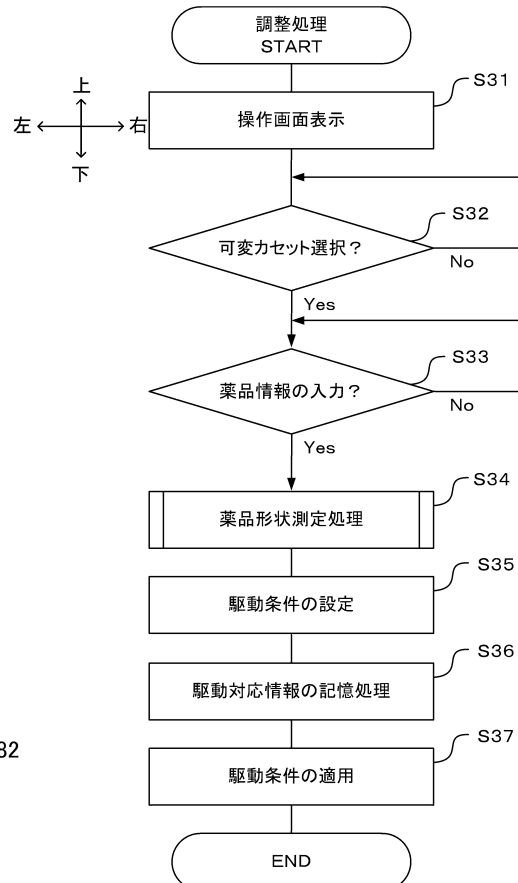 調整処理
START
S31
上
左
右
下
操作画面表示
S32
可変カセット選択？
No
Yes
S33
薬品情報の入力？
No
Yes
S34
薬品形状測定処理
S35
駆動条件の設定
S36
駆動対応情報の記憶処理
S37
駆動条件の適用
END